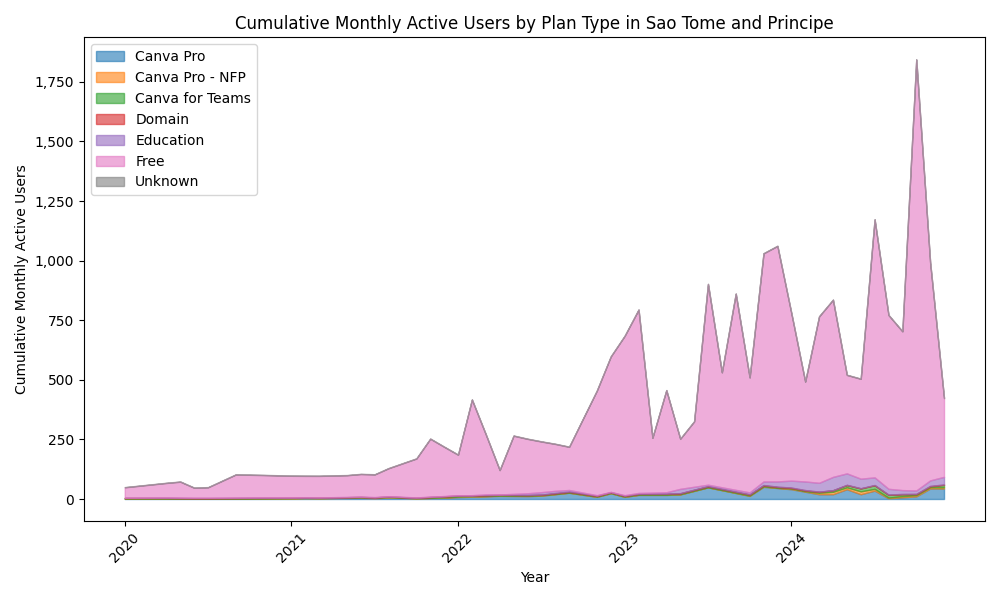 Cumulative Monthly Active Users by Plan Type in Sao Tome and Principe
Canva Pro
Canva Pro - NFP
Canva for Teams
Domain
Education
Free
Unknown
Cumulative Monthly Active Users
1,750
1,500
1,250
1,000
750
500
250
0
2020
2021
2022
2023
2024
Year